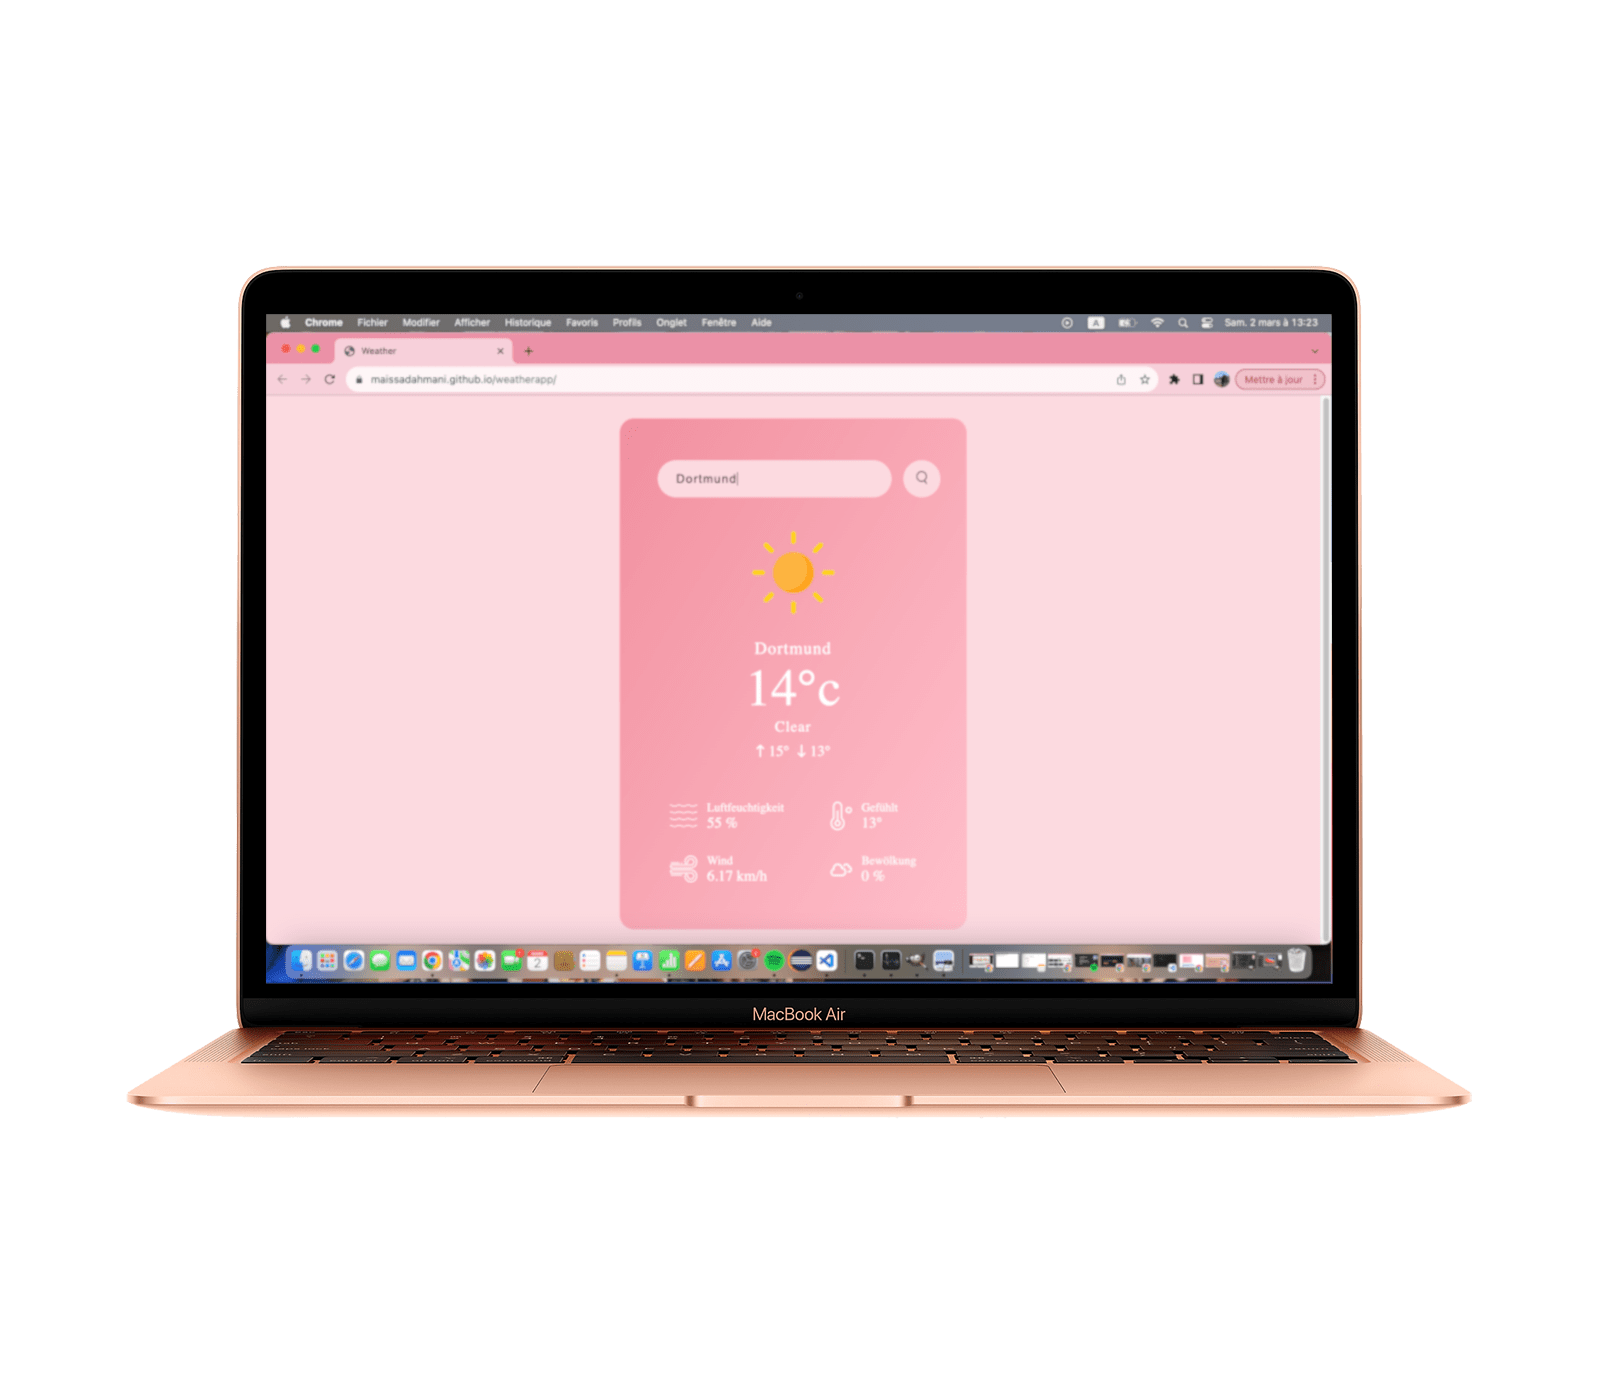 Chrome Fichier Modifier Afficher Historique Favoris Profils Onglet Fenêtre Aide A Sam. 2 mars à 13:23
Weather
maissadahmani.github.io/weatherapp/ Mettre à jour
Dortmund
Dortmund
14°c
Clear
↑ 15° ↓ 13°
Luftfeuchtigkeit Gefühlt
55 % 13°
Wind Bewölkung
6.17 km/h 0 %
2
MacBook Air